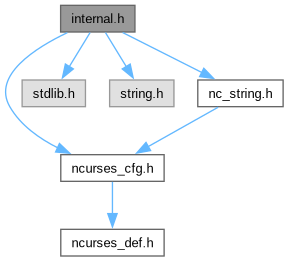 internal.h
stdlib.h
string.h
nc_string.h
ncurses_cfg.h
ncurses_def.h